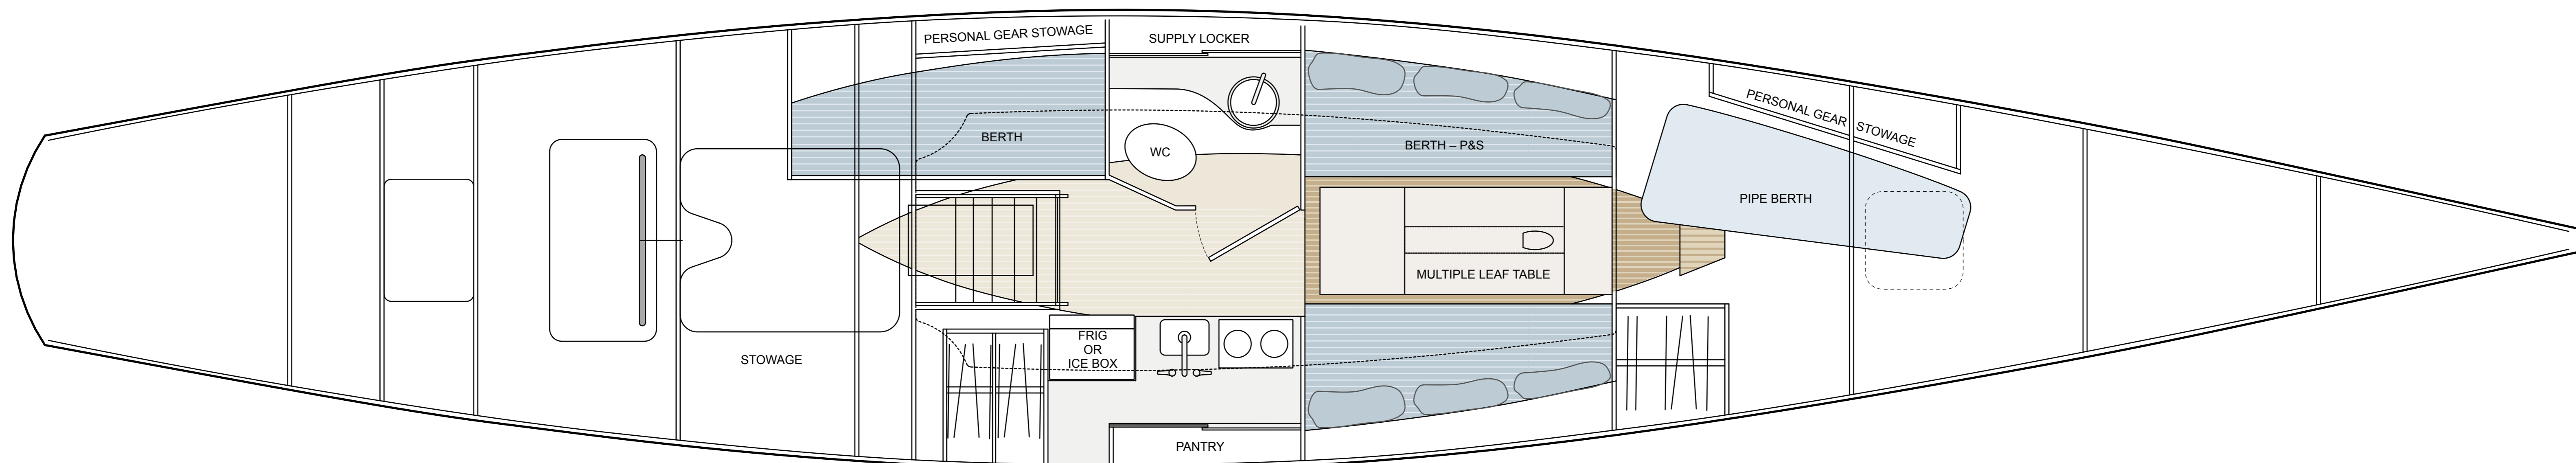 PERSONAL GEAR STOWAGE
SUPPLY LOCKER
PERSONAL GEAR STOWAGE
BERTH
BERTH – P&S
WC
PIPE BERTH
MULTIPLE LEAF TABLE
STOWAGE
FRIG
OR
ICE BOX
PANTRY